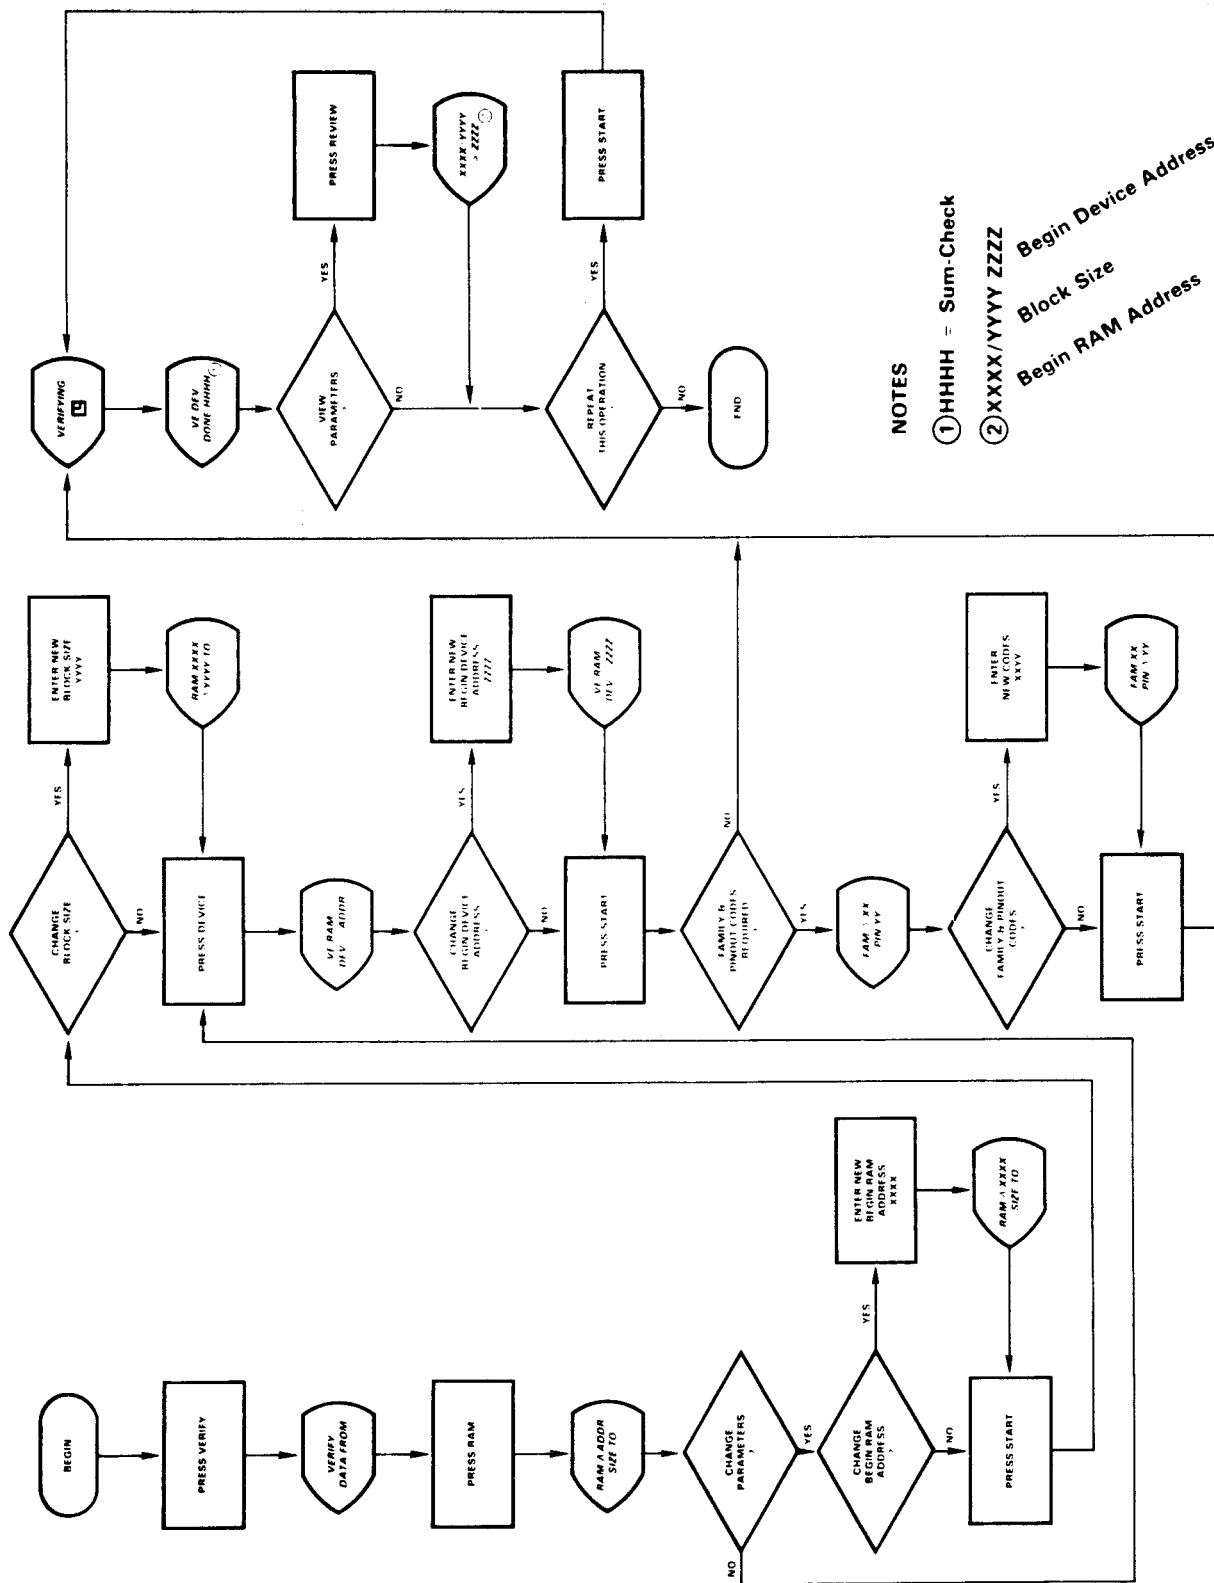 BEGIN
PRESS VERIFY
VERIFY
DATA FROM
PRESS RAM
RAM Λ ADDR
SIZE TO
CHANGE
PARAMETERS
?
NO
YES
CHANGE
BEGIN RAM
ADDRESS
?
YES
ENTER NEW
BEGIN RAM
ADDRESS
XXXX
RAM Λ XXXX
SIZE TO
NO
PRESS START
CHANGE
BLOCK SIZE
?
YES
ENTER NEW
BLOCK SIZE
YYYY
RAM XXXX
YYYY TO
NO
PRESS DEVICE
VE RAM
DEV ADDR
CHANGE
BEGIN DEVICE
ADDRESS
?
YES
ENTER NEW
BEGIN DEVICE
ADDRESS
ZZZZ
VE RAM
DEV ZZZZ
NO
PRESS START
FAMILY &
PINOUT CODES
REQUIRED
?
NO
YES
FAM XX
PIN YY
CHANGE
FAMILY & PINOUT
CODES
?
YES
ENTER
NEW CODES
XXYY
FAM XX
PIN YY
NO
PRESS START
VERIFYING
VE DEV
DONE HHHH
VIEW
PARAMETERS
?
YES
PRESS REVIEW
XXXX/YYYY
ZZZZ
NO
REPEAT
THIS OPERATION
?
YES
PRESS START
NO
END
NOTES
① HHHH = Sum-Check
② XXXX/YYYY ZZZZ
Begin RAM Address
Block Size
Begin Device Address